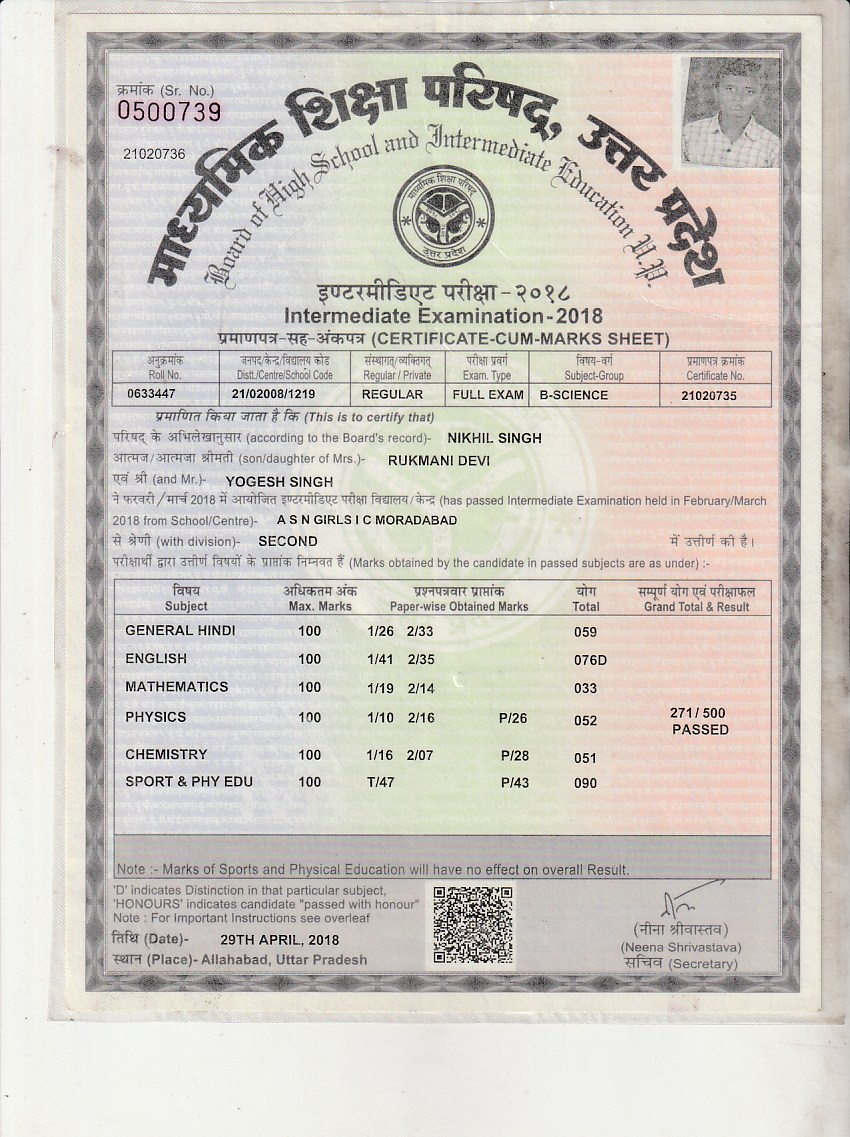 क्रमांक (Sr. No.)
0500739
21020736
माध्यमिक शिक्षा परिषद्, उत्तर प्रदेश
Board of High School and Intermediate Education U.P.
माध्यमिक शिक्षा परिषद्
उत्तर प्रदेश
इण्टरमीडिएट परीक्षा - २०१८
Intermediate Examination - 2018
प्रमाणपत्र-सह-अंकपत्र (CERTIFICATE-CUM-MARKS SHEET)
अनुक्रमांक जनपद/केन्द्र/विद्यालय कोड संस्थागत/व्यक्तिगत परीक्षा प्रवर्ग विषय-वर्ग प्रमाणपत्र क्रमांक
Roll No. Distt./Centre/School Code Regular / Private Exam. Type Subject-Group Certificate No.
0633447 21/02008/1219 REGULAR FULL EXAM B-SCIENCE 21020735
प्रमाणित किया जाता है कि (This is to certify that)
परिषद् के अभिलेखानुसार (according to the Board's record)- NIKHIL SINGH
आत्मज/आत्मजा श्रीमती (son/daughter of Mrs.)- RUKMANI DEVI
एवं श्री (and Mr.)- YOGESH SINGH
ने फरवरी/मार्च 2018 में आयोजित इण्टरमीडिएट परीक्षा विद्यालय/केन्द्र (has passed Intermediate Examination held in February/March
2018 from School/Centre)- A S N GIRLS I C MORADABAD
से श्रेणी (with division)- SECOND में उत्तीर्ण की है।
परीक्षार्थी द्वारा उत्तीर्ण विषयों के प्राप्तांक निम्नवत हैं (Marks obtained by the candidate in passed subjects are as under) :-
विषय अधिकतम अंक प्रश्नपत्रवार प्राप्तांक योग सम्पूर्ण योग एवं परीक्षाफल
Subject Max. Marks Paper-wise Obtained Marks Total Grand Total & Result
GENERAL HINDI 100 1/26 2/33 059
ENGLISH 100 1/41 2/35 076D
MATHEMATICS 100 1/19 2/14 033
PHYSICS 100 1/10 2/16 P/26 052 271/ 500
PASSED
CHEMISTRY 100 1/16 2/07 P/28 051
SPORT & PHY EDU 100 T/47 P/43 090
Note :- Marks of Sports and Physical Education will have no effect on overall Result.
'D' indicates Distinction in that particular subject,
'HONOURS' indicates candidate "passed with honour"
Note : For Important Instructions see overleaf
तिथि (Date)- 29TH APRIL, 2018
स्थान (Place)- Allahabad, Uttar Pradesh
(नीना श्रीवास्तव)
(Neena Shrivastava)
सचिव (Secretary)